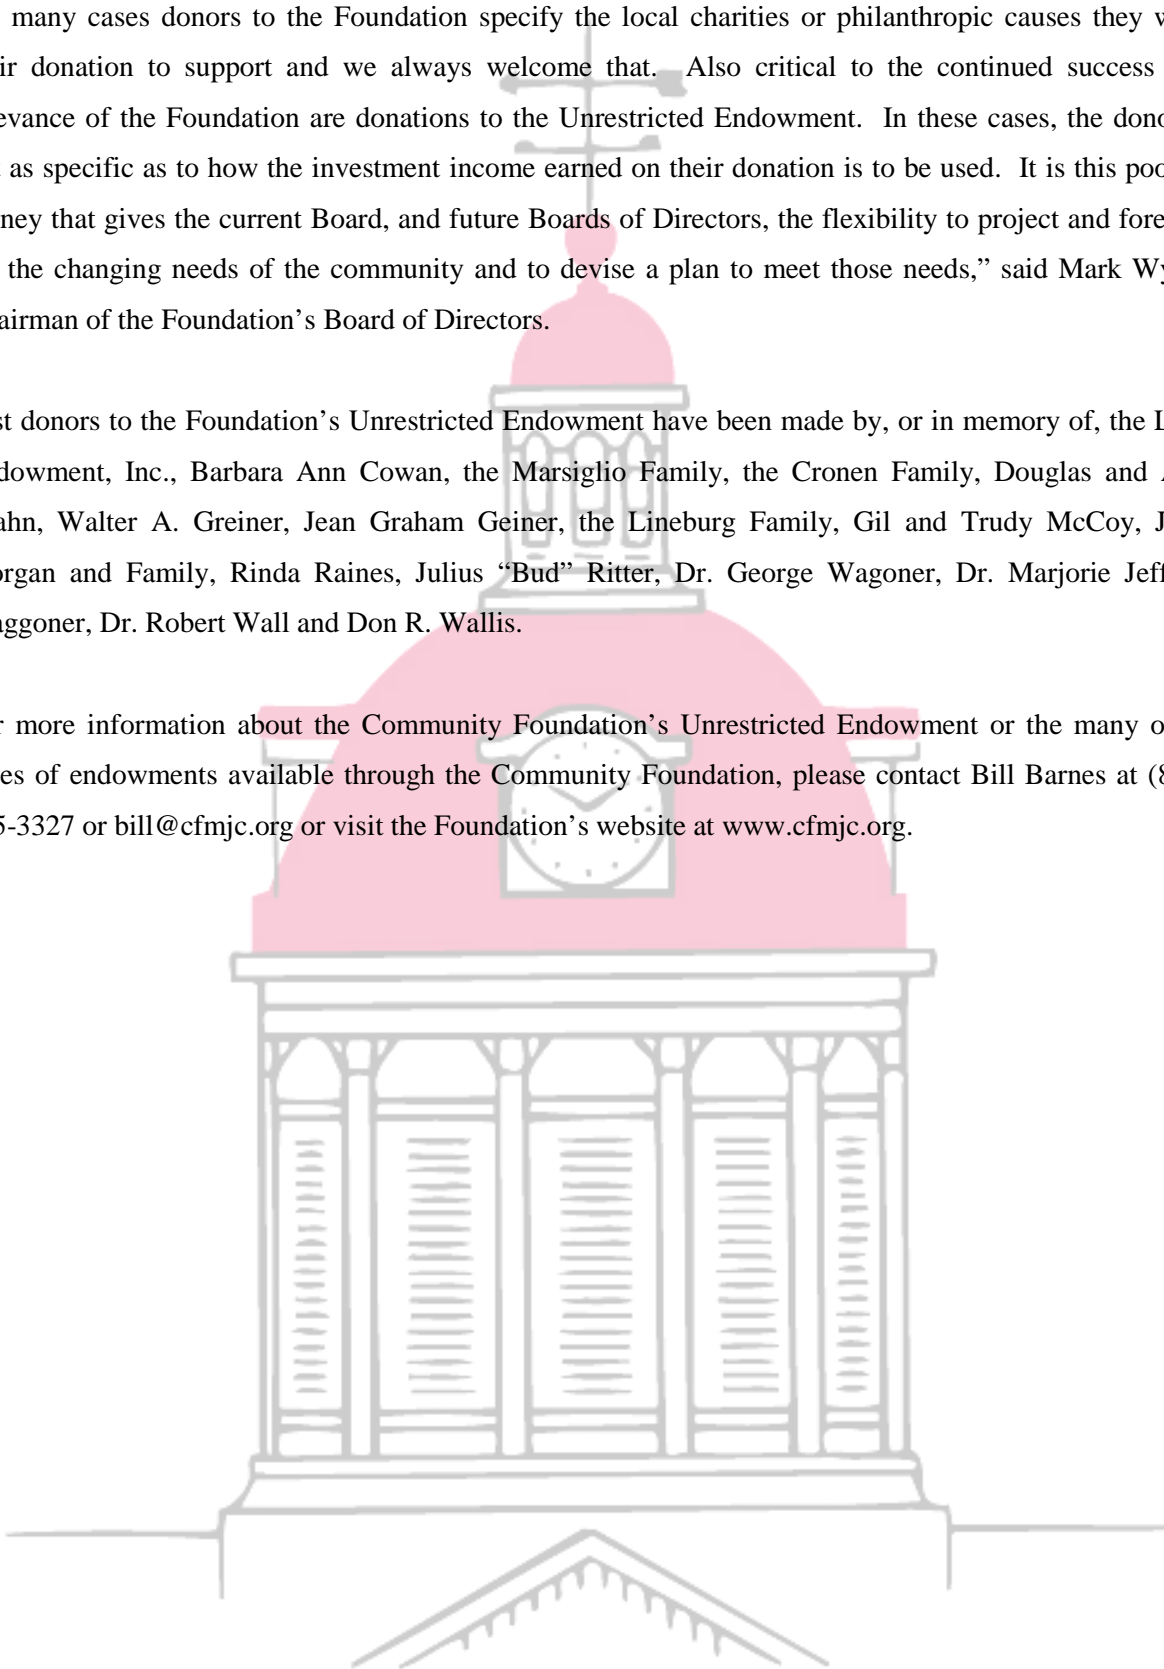 many cases donors to the Foundation specify the local charities or philanthropic causes they w
ir donation to support and we always welcome that. Also critical to the continued success
evance of the Foundation are donations to the Unrestricted Endowment. In these cases, the dono
as specific as to how the investment income earned on their donation is to be used. It is this poo
ney that gives the current Board, and future Boards of Directors, the flexibility to project and fore
the changing needs of the community and to devise a plan to meet those needs,” said Mark Wy
airman of the Foundation’s Board of Directors.
st donors to the Foundation’s Unrestricted Endowment have been made by, or in memory of, the L
dowment, Inc., Barbara Ann Cowan, the Marsiglio Family, the Cronen Family, Douglas and A
ahn, Walter A. Greiner, Jean Graham Geiner, the Lineburg Family, Gil and Trudy McCoy, J
organ and Family, Rinda Raines, Julius “Bud” Ritter, Dr. George Wagoner, Dr. Marjorie Jeff
aggoner, Dr. Robert Wall and Don R. Wallis.
r more information about the Community Foundation’s Unrestricted Endowment or the many o
es of endowments available through the Community Foundation, please contact Bill Barnes at (8
5-3327 or bill@cfmjc.org or visit the Foundation’s website at www.cfmjc.org.